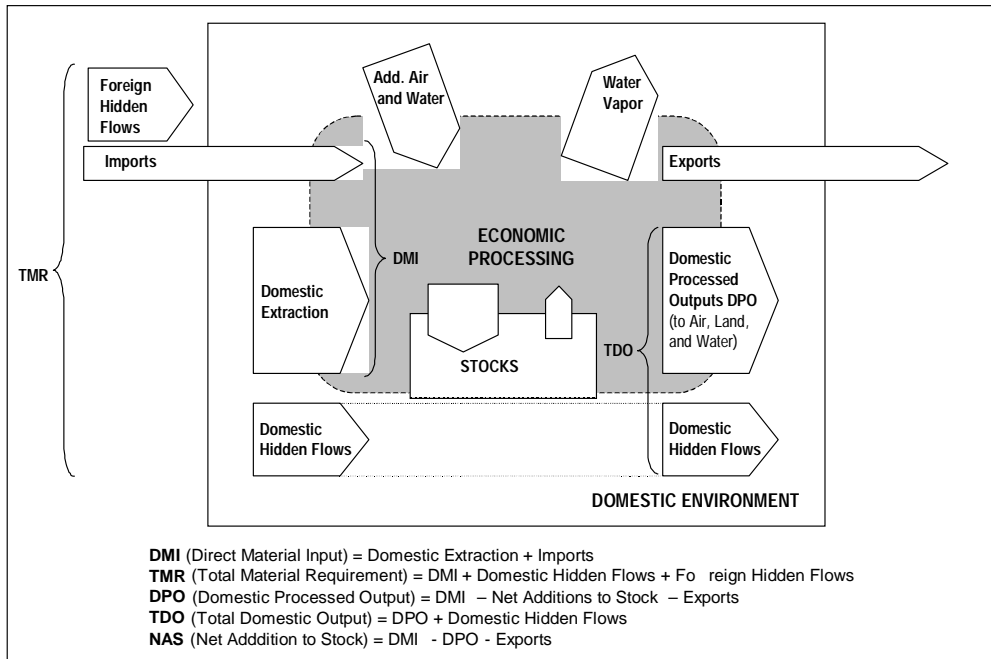 Foreign
Hidden
Flows
Add. Air
and Water
Water
Vapor
Imports
Exports
TMR
DMI
ECONOMIC
PROCESSING
Domestic
Extraction
Domestic
Processed
Outputs DPO
(to Air, Land,
and Water)
TDO
STOCKS
Domestic
Hidden Flows
Domestic
Hidden Flows
DOMESTIC ENVIRONMENT
DMI (Direct Material Input) = Domestic Extraction + Imports
TMR (Total Material Requirement) = DMI + Domestic Hidden Flows + Fo reign Hidden Flows
DPO (Domestic Processed Output) = DMI – Net Additions to Stock – Exports
TDO (Total Domestic Output) = DPO + Domestic Hidden Flows
NAS (Net Adddition to Stock) = DMI - DPO - Exports